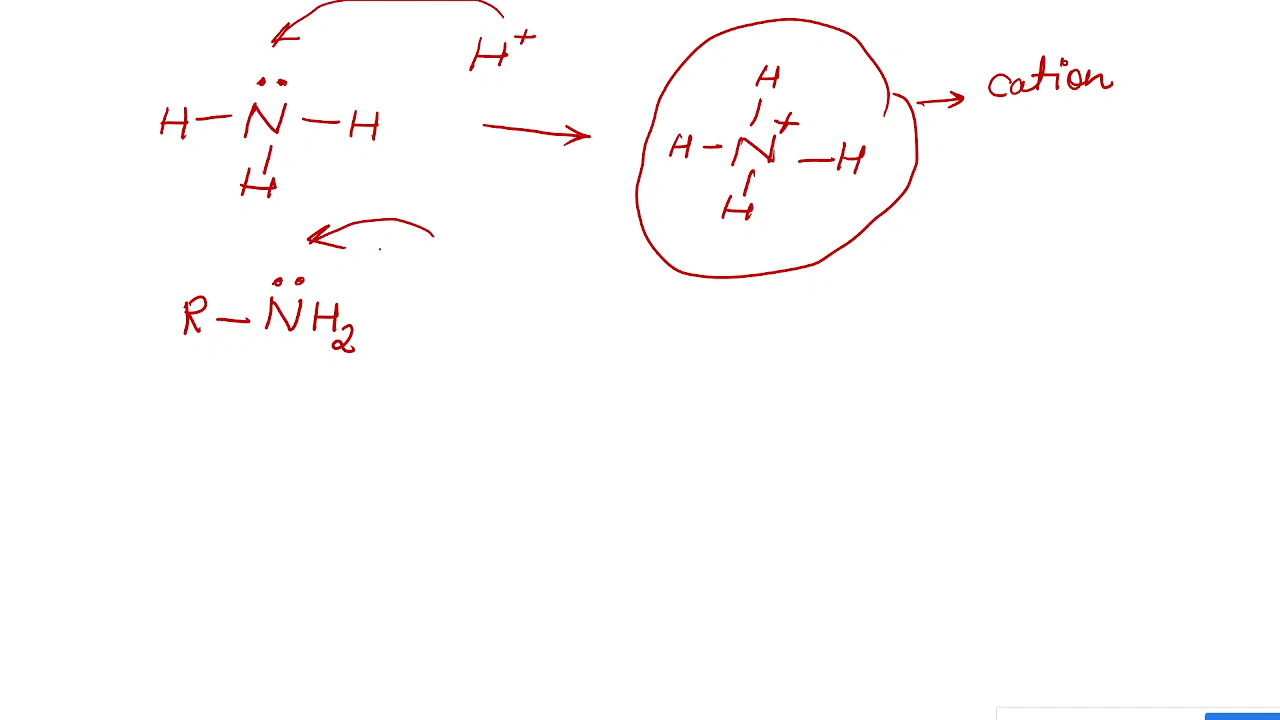 H⁺
H–N̈–H
H
H
H–N⁺–H
H
cation
R–N̈H₂